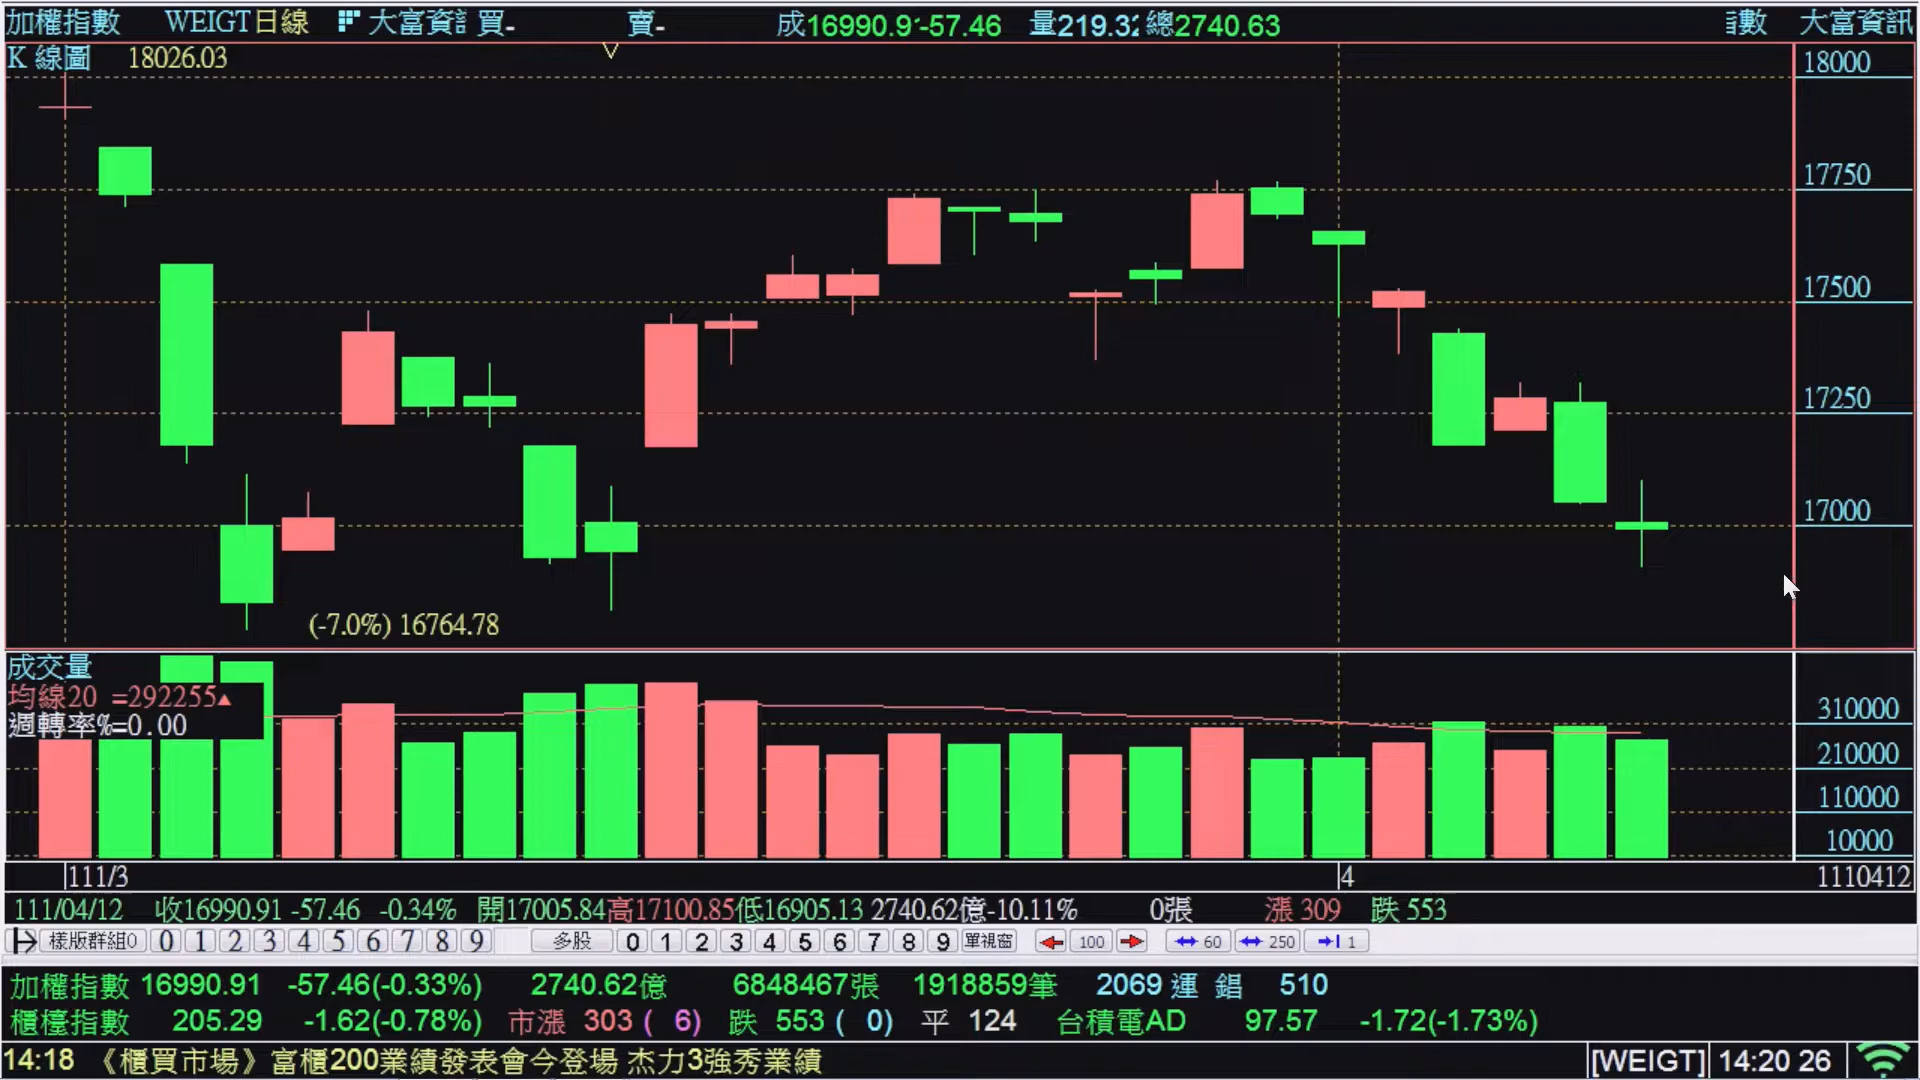 加權指數 WEIGT日線 大富資訊 買- 賣- 成16990.91-57.46 量219.32 總2740.63 指數 大富資訊
K 線圖 18026.03
18000
17750
17500
17250
17000
(-7.0%) 16764.78
成交量
均線20 =292255▲
週轉率%=0.00
310000
210000
110000
10000
111/3 4 1110412
111/04/12 收16990.91 -57.46 -0.34% 開17005.84高17100.85低16905.13 2740.62億-10.11% 0張 漲 309 跌 553
樣版群組0 0 1 2 3 4 5 6 7 8 9 多股 0 1 2 3 4 5 6 7 8 9 單視窗 100 60 250 1
加權指數 16990.91 -57.46(-0.33%) 2740.62億 6848467張 1918859筆 2069 運 錩 510
櫃檯指數 205.29 -1.62(-0.78%) 市漲 303 ( 6) 跌 553 ( 0) 平 124 台積電AD 97.57 -1.72(-1.73%)
14:18 《櫃買市場》富櫃200業績發表會今登場 杰力3強秀業績 [WEIGT] 14:20 26